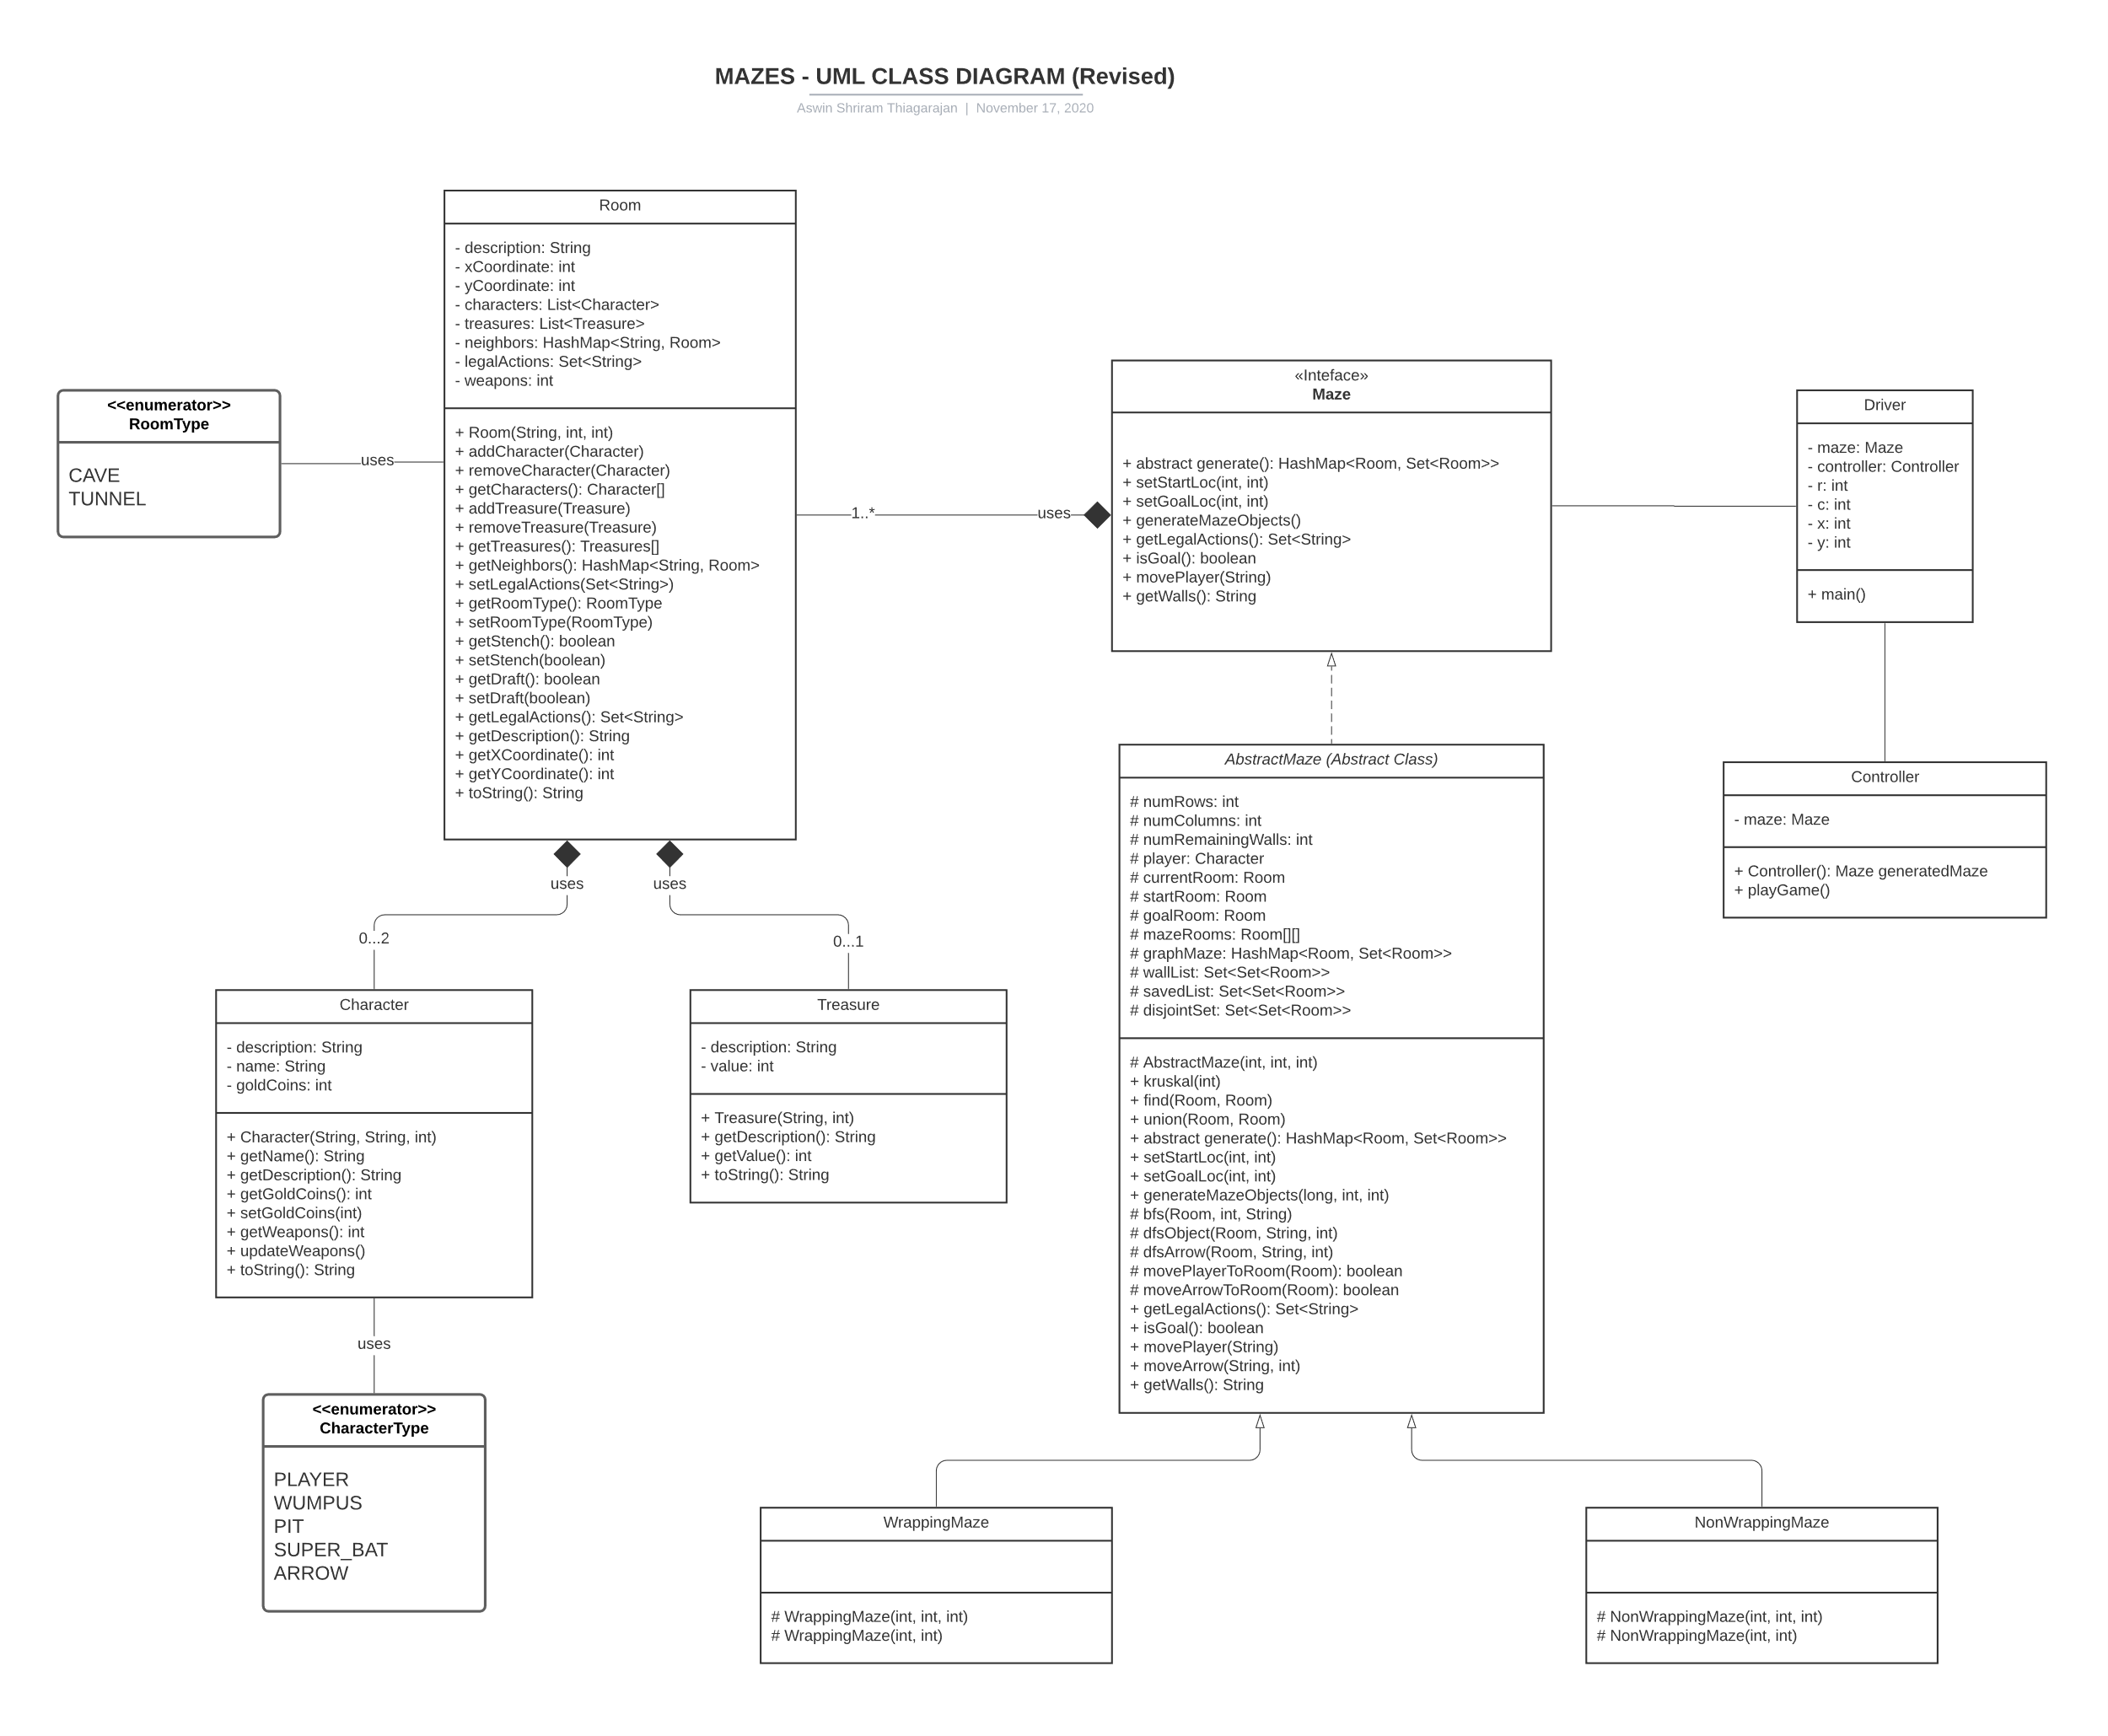 MAZES - UML CLASS DIAGRAM (Revised)
Aswin Shriram Thiagarajan | November 17, 2020
Room
- description: String
- xCoordinate: int
- yCoordinate: int
- characters: List<Character>
- treasures: List<Treasure>
- neighbors: HashMap<String, Room>
- legalActions: Set<String>
- weapons: int
+ Room(String, int, int)
+ addCharacter(Character)
+ removeCharacter(Character)
+ getCharacters(): Character[]
+ addTreasure(Treasure)
+ removeTreasure(Treasure)
+ getTreasures(): Treasures[]
+ getNeighbors(): HashMap<String, Room>
+ setLegalActions(Set<String>)
+ getRoomType(): RoomType
+ setRoomType(RoomType)
+ getStench(): boolean
+ setStench(boolean)
+ getDraft(): boolean
+ setDraft(boolean)
+ getLegalActions(): Set<String>
+ getDescription(): String
+ getXCoordinate(): int
+ getYCoordinate(): int
+ toString(): String
<<enumerator>>
RoomType
CAVE
TUNNEL
uses
1..*
uses
«Inteface»
Maze
+ abstract generate(): HashMap<Room, Set<Room>>
+ setStartLoc(int, int)
+ setGoalLoc(int, int)
+ generateMazeObjects()
+ getLegalActions(): Set<String>
+ isGoal(): boolean
+ movePlayer(String)
+ getWalls(): String
Driver
- maze: Maze
- controller: Controller
- r: int
- c: int
- x: int
- y: int
+ main()
Controller
- maze: Maze
+ Controller(): Maze generatedMaze
+ playGame()
AbstractMaze (Abstract Class)
# numRows: int
# numColumns: int
# numRemainingWalls: int
# player: Character
# currentRoom: Room
# startRoom: Room
# goalRoom: Room
# mazeRooms: Room[][]
# graphMaze: HashMap<Room, Set<Room>>
# wallList: Set<Set<Room>>
# savedList: Set<Set<Room>>
# disjointSet: Set<Set<Room>>
# AbstractMaze(int, int, int)
+ kruskal(int)
+ find(Room, Room)
+ union(Room, Room)
+ abstract generate(): HashMap<Room, Set<Room>>
+ setStartLoc(int, int)
+ setGoalLoc(int, int)
+ generateMazeObjects(long, int, int)
# bfs(Room, int, String)
# dfsObject(Room, String, int)
# dfsArrow(Room, String, int)
# movePlayerToRoom(Room): boolean
# moveArrowToRoom(Room): boolean
+ getLegalActions(): Set<String>
+ isGoal(): boolean
+ movePlayer(String)
+ moveArrow(String, int)
+ getWalls(): String
uses
uses
0...2
0...1
Character
- description: String
- name: String
- goldCoins: int
+ Character(String, String, int)
+ getName(): String
+ getDescription(): String
+ getGoldCoins(): int
+ setGoldCoins(int)
+ getWeapons(): int
+ updateWeapons()
+ toString(): String
Treasure
- description: String
- value: int
+ Treasure(String, int)
+ getDescription(): String
+ getValue(): int
+ toString(): String
uses
<<enumerator>>
CharacterType
PLAYER
WUMPUS
PIT
SUPER_BAT
ARROW
WrappingMaze
# WrappingMaze(int, int, int)
# WrappingMaze(int, int)
NonWrappingMaze
# NonWrappingMaze(int, int, int)
# NonWrappingMaze(int, int)